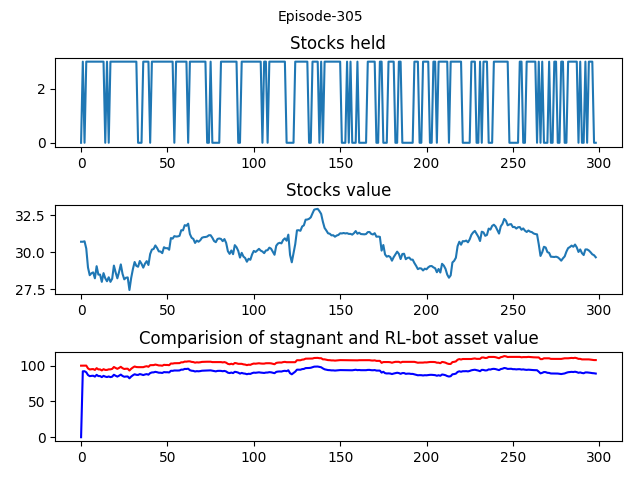 Episode-305
Stocks held
2
0
0 50 100 150 200 250 300
Stocks value
32.5
30.0
27.5
0 50 100 150 200 250 300
Comparision of stagnant and RL-bot asset value
100
50
0
0 50 100 150 200 250 300